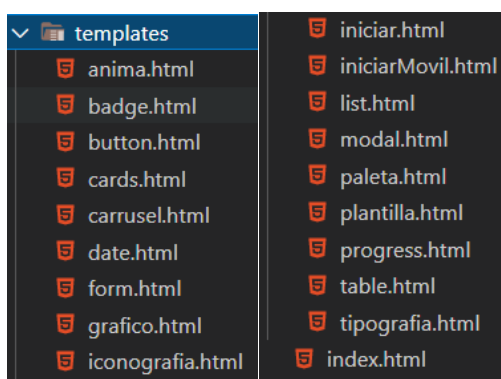 templates
anima.html
badge.html
button.html
cards.html
carrusel.html
date.html
form.html
grafico.html
iconografia.html
iniciar.html
iniciarMovil.html
list.html
modal.html
paleta.html
plantilla.html
progress.html
table.html
tipografia.html
index.html